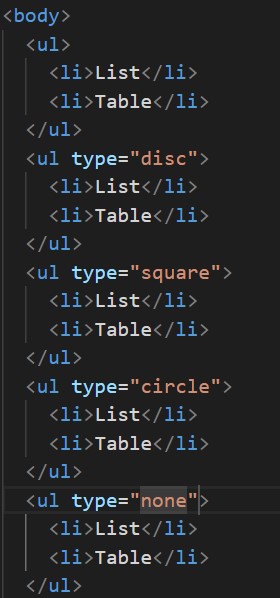 <body>
<ul>
<li>List</li>
<li>Table</li>
</ul>
<ul type="disc">
<li>List</li>
<li>Table</li>
</ul>
<ul type="square">
<li>List</li>
<li>Table</li>
</ul>
<ul type="circle">
<li>List</li>
<li>Table</li>
</ul>
<ul type="none">
<li>List</li>
<li>Table</li>
</ul>